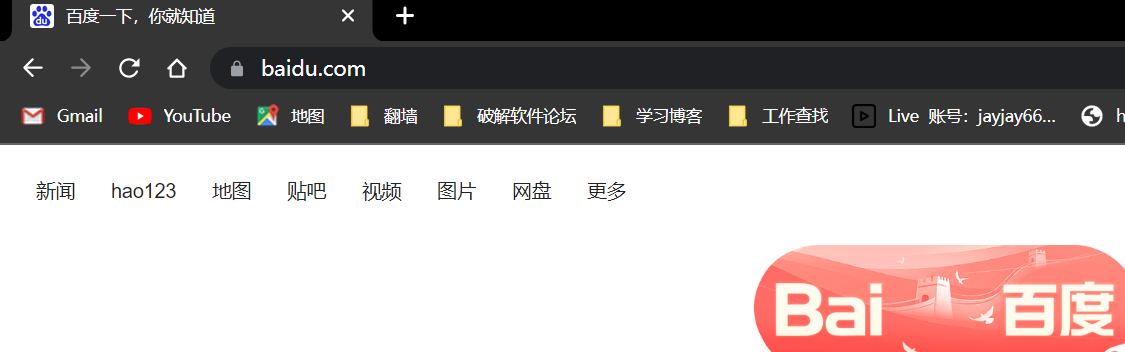 百度一下，你就知道
baidu.com
Gmail YouTube 地图 翻墙 破解软件论坛 学习博客 工作查找 Live 账号：jayjay66... h
新闻 hao123 地图 贴吧 视频 图片 网盘 更多
Bai 百度